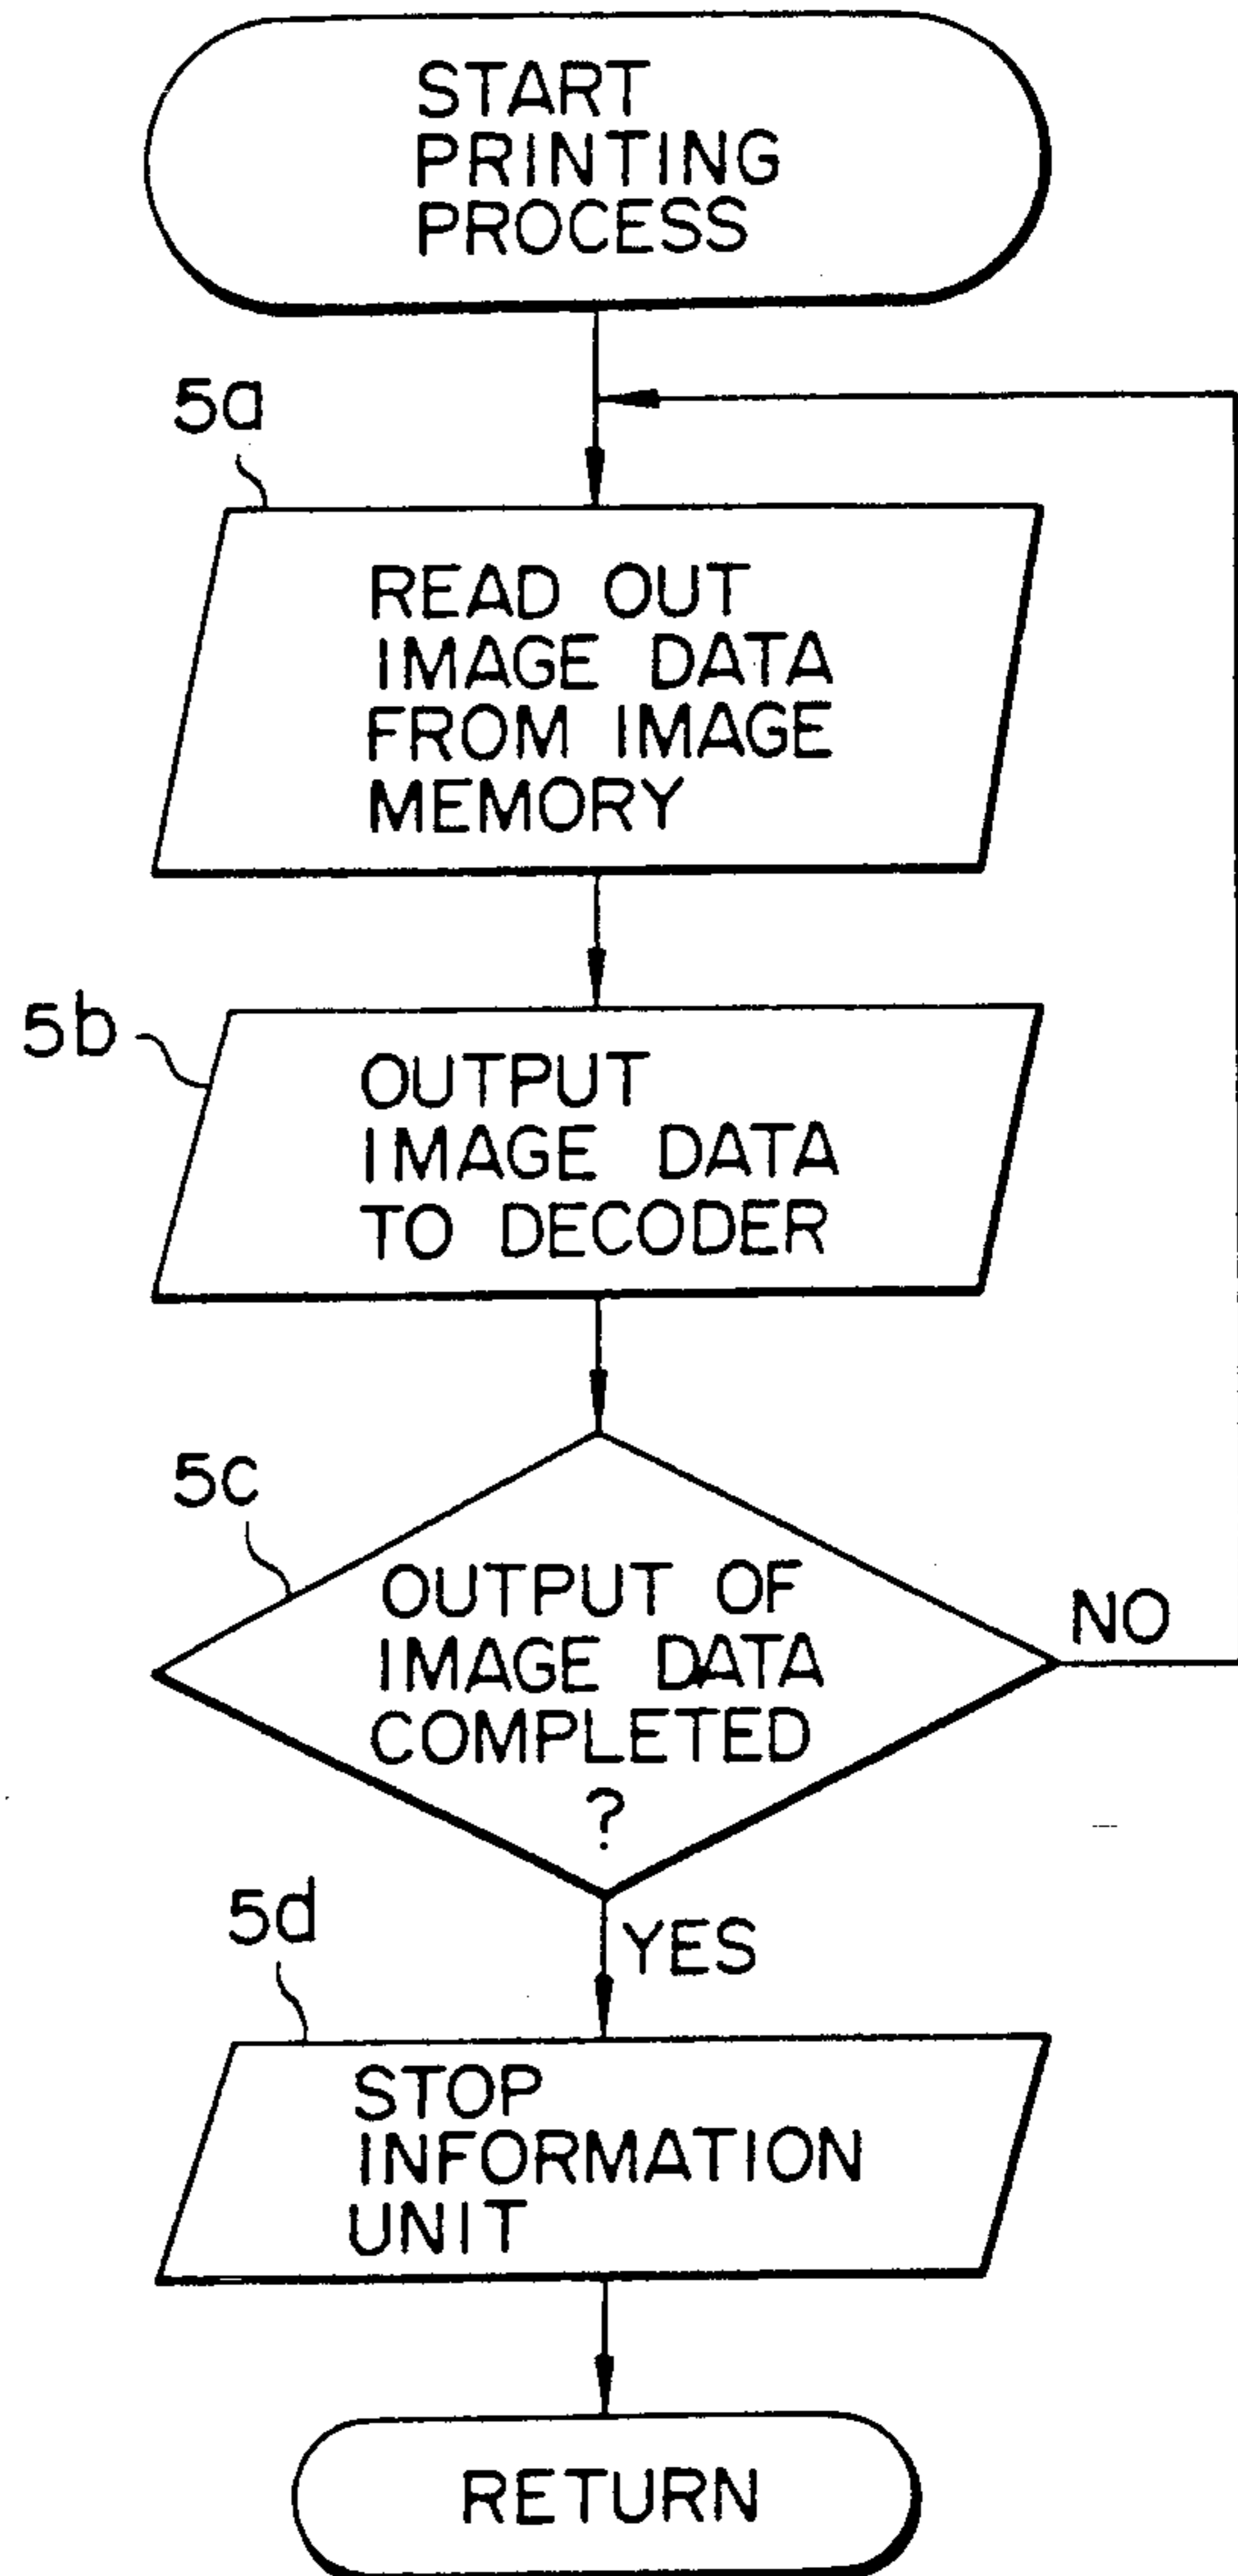 START
PRINTING
PROCESS
5a
READ OUT
IMAGE DATA
FROM IMAGE
MEMORY
5b
OUTPUT
IMAGE DATA
TO DECODER
5c
OUTPUT OF
IMAGE DATA
COMPLETED
?
NO
YES
5d
STOP
INFORMATION
UNIT
RETURN